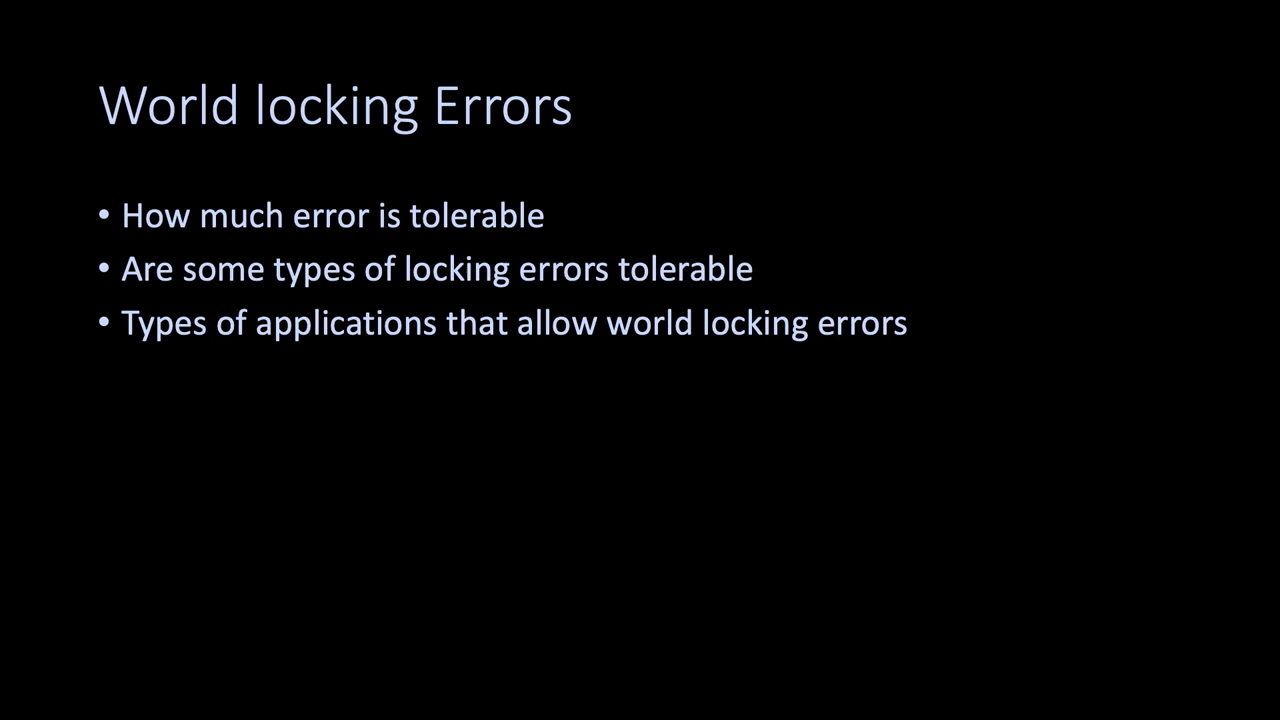 World locking Errors
• How much error is tolerable
• Are some types of locking errors tolerable
• Types of applications that allow world locking errors